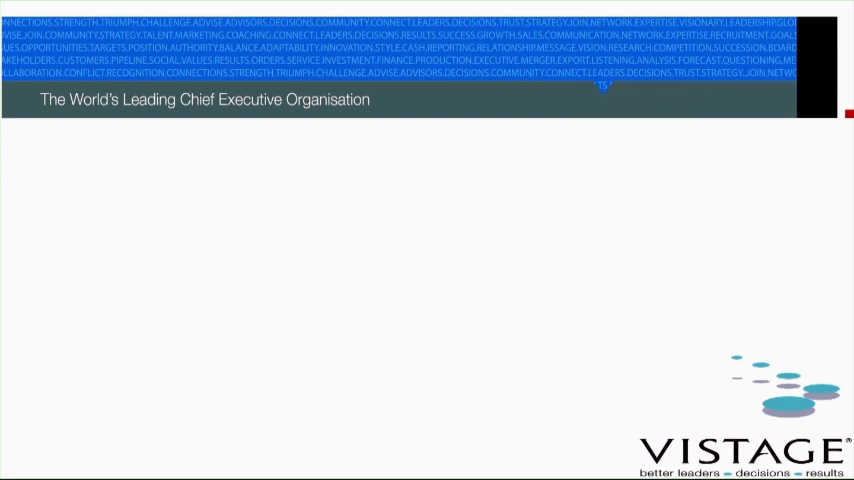 NNECTIONS.STRENGTH.TRIUMPH.CHALLENGE.ADVISE.ADVISORS.DECISIONS.COMMUNITY.CONNECT.LEADERS.DECISIONS.TRUST.STRATEGY.JOIN.NETWORK.EXPERTISE.VISIONARY.LEADERSHIP.GLO
VISE.JOIN.COMMUNITY.STRATEGY.TALENT.MARKETING.COACHING.CONNECT.LEADERS.DECISIONS.RESULTS.SUCCESS.GROWTH.SALES.COMMUNICATION.NETWORK.EXPERTISE.RECRUITMENT.GOALS
UES.OPPORTUNITIES.TARGETS.POSITION.AUTHORITY.BALANCE.ADAPTABILITY.INNOVATION.STYLE.CASH.REPORTING.RELATIONSHIP.MESSAGE.VISION.RESEARCH.COMPETITION.SUCCESSION.BOARD
AKEHOLDERS.CUSTOMERS.PIPELINE.SOCIAL.VALUES.RESULTS.ORDERS.SERVICE.INVESTMENT.FINANCE.PRODUCTION.EXECUTIVE.MERGER.EXPORT.LISTENING.ANALYSIS.FORECAST.QUESTIONING.ME
LLABORATION.CONFLICT.RECOGNITION.CONNECTIONS.STRENGTH.TRIUMPH.CHALLENGE.ADVISE.ADVISORS.DECISIONS.COMMUNITY.CONNECT.LEADERS.DECISIONS.TRUST.STRATEGY..JOIN.NETWO
TS
The World's Leading Chief Executive Organisation
VISTAGE®
better leaders decisions results